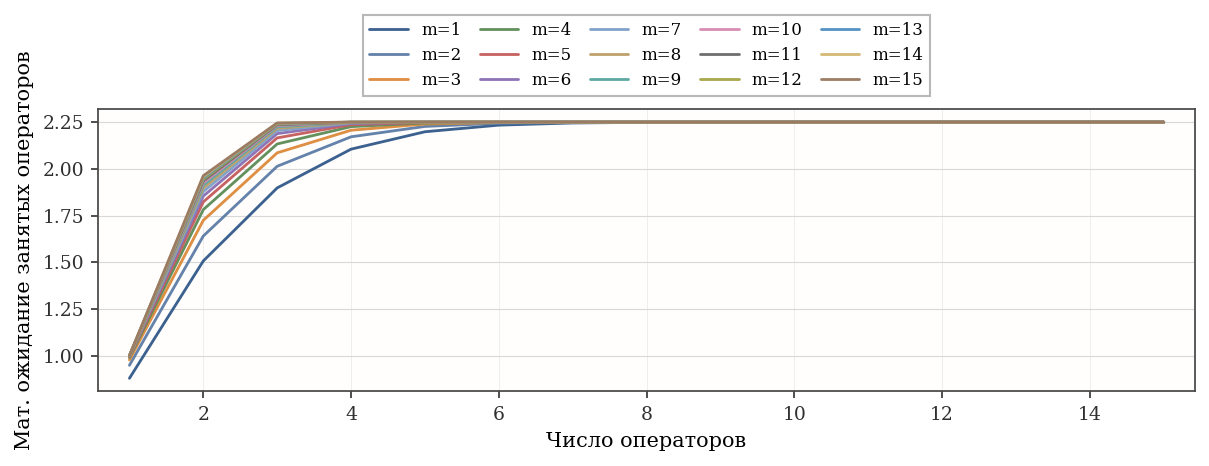 m=1 m=4 m=7 m=10 m=13
m=2 m=5 m=8 m=11 m=14
m=3 m=6 m=9 m=12 m=15
Мат. ожидание занятых операторов
2.25
2.00
1.75
1.50
1.25
1.00
2 4 6 8 10 12 14
Число операторов